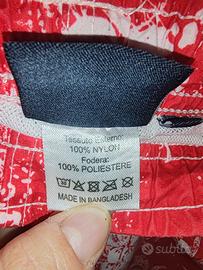 Tessuto Esterno:
100% NYLON
Fodera:
100% POLIESTERE
MADE IN BANGLADESH
subito